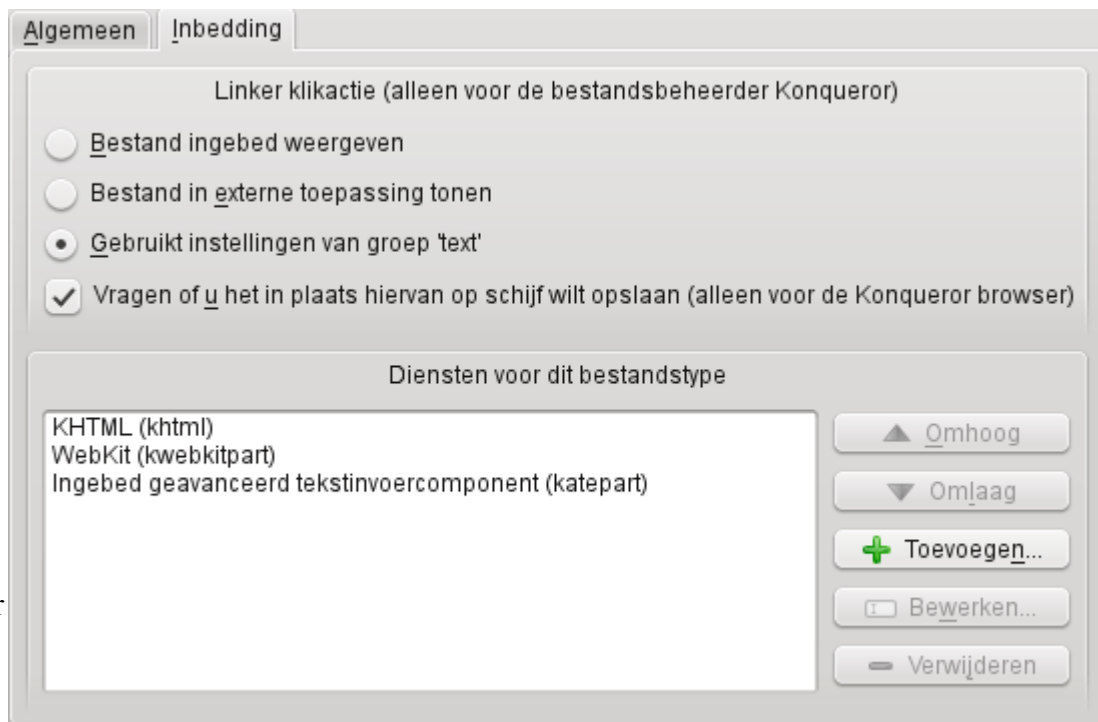 Algemeen
Inbedding
Linker klikactie (alleen voor de bestandsbeheerder Konqueror)
Bestand ingebed weergeven
Bestand in externe toepassing tonen
Gebruikt instellingen van groep 'text'
Vragen of u het in plaats hiervan op schijf wilt opslaan (alleen voor de Konqueror browser)
Diensten voor dit bestandstype
KHTML (khtml)
WebKit (kwebkitpart)
Ingebed geavanceerd tekstinvoercomponent (katepart)
Omhoog
Omlaag
Toevoegen...
Bewerken...
Verwijderen